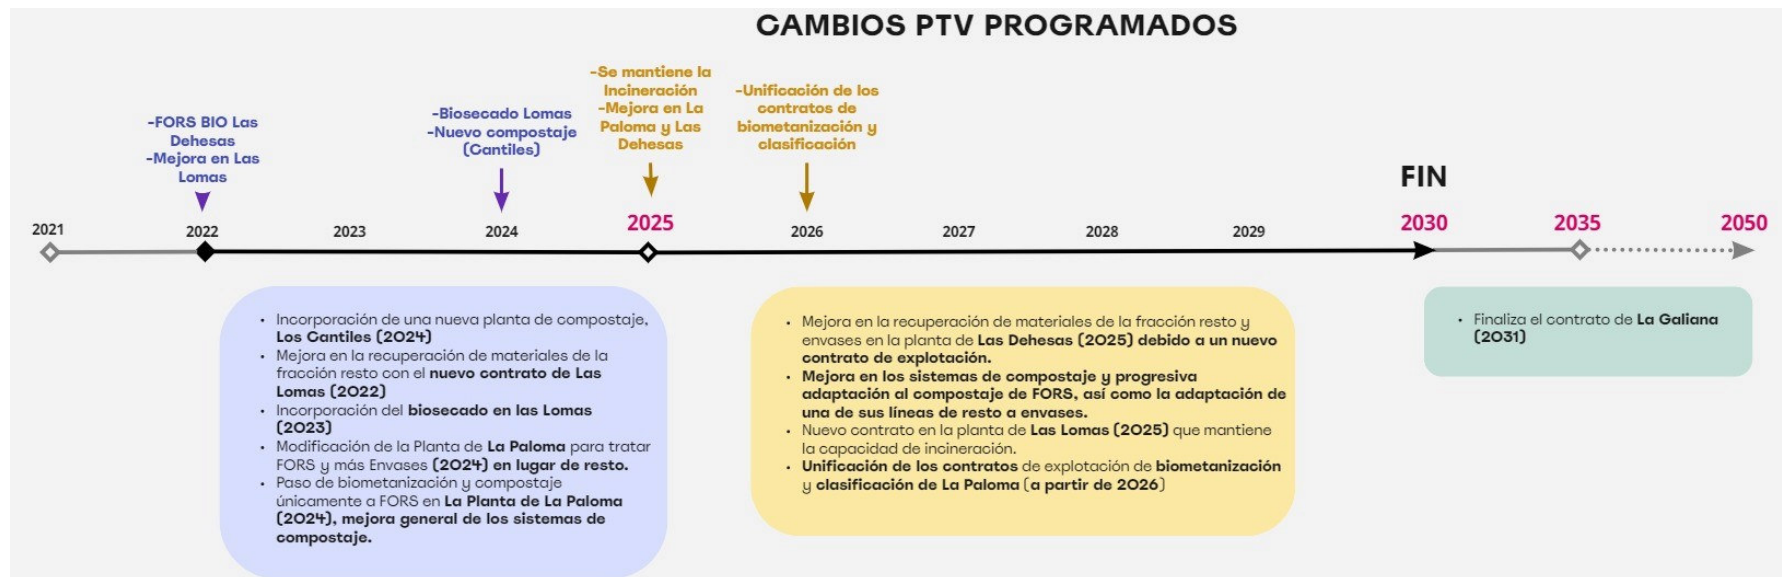 CAMBIOS PTV PROGRAMADOS
-FORS BIO Las
Dehesas
-Mejora en Las
Lomas
-Biosecado Lomas
-Nuevo compostaje
(Cantiles)
-Se mantiene la
Incineración
-Mejora en La
Paloma y Las
Dehesas
-Unificación de los
contratos de
biometanización y
clasificación
FIN
2021
2022
2023
2024
2025
2026
2027
2028
2029
2030
2035
2050
• Incorporación de una nueva planta de compostaje,
Los Cantiles (2024)
• Mejora en la recuperación de materiales de la
fracción resto con el nuevo contrato de Las
Lomas (2022)
• Incorporación del biosecado en las Lomas
(2023)
• Modificación de la Planta de La Paloma para tratar
FORS y más Envases (2024) en lugar de resto.
• Paso de biometanización y compostaje
únicamente a FORS en La Planta de La Paloma
(2024), mejora general de los sistemas de
compostaje.
• Mejora en la recuperación de materiales de la fracción resto y
envases en la planta de Las Dehesas (2025) debido a un nuevo
contrato de explotación.
• Mejora en los sistemas de compostaje y progresiva
adaptación al compostaje de FORS, así como la adaptación de
una de sus líneas de resto a envases.
• Nuevo contrato en la planta de Las Lomas (2025) que mantiene
la capacidad de incineración.
• Unificación de los contratos de explotación de biometanización
y clasificación de La Paloma (a partir de 2026)
• Finaliza el contrato de La Galiana
(2031)